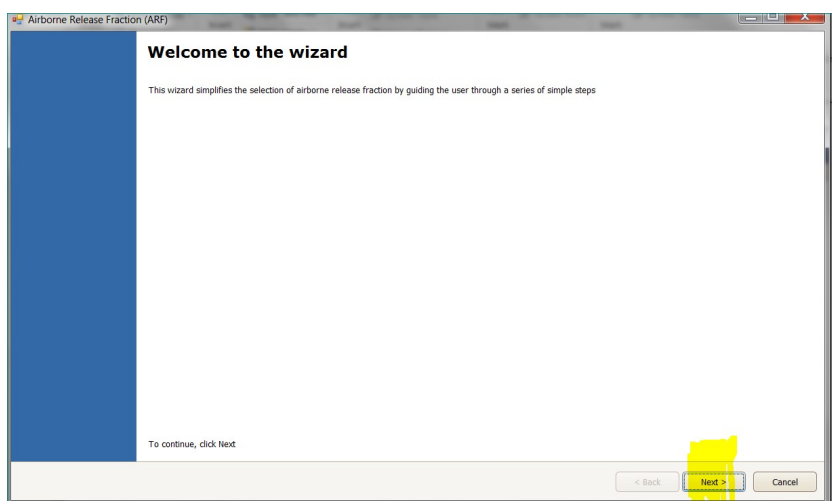 Airborne Release Fraction (ARF)
Welcome to the wizard
This wizard simplifies the selection of airborne release fraction by guiding the user through a series of simple steps
To continue, click Next
< Back Next > Cancel